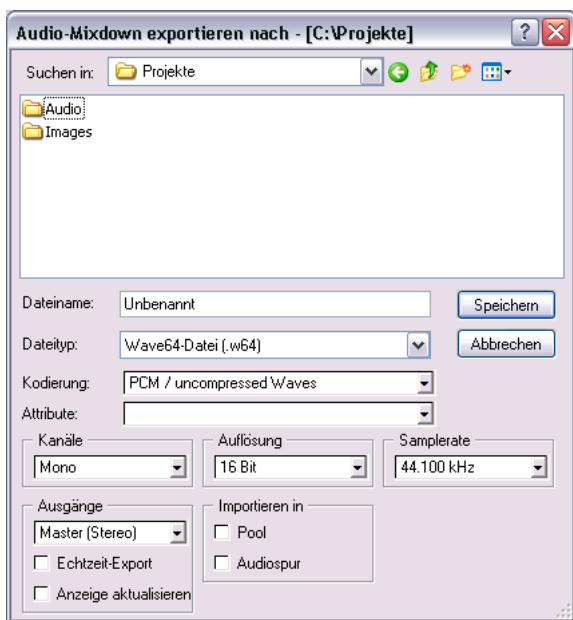 Audio-Mixdown exportieren nach - [C:\Projekte]
Suchen in: Projekte
Audio
Images
Dateiname: Unbenannt Speichern
Dateityp: Wave64-Datei (.w64) Abbrechen
Kodierung: PCM / uncompressed Waves
Attribute:
Kanäle Auflösung Samplerate
Mono 16 Bit 44.100 kHz
Ausgänge Importieren in
Master (Stereo) Pool
Echtzeit-Export Audiospur
Anzeige aktualisieren